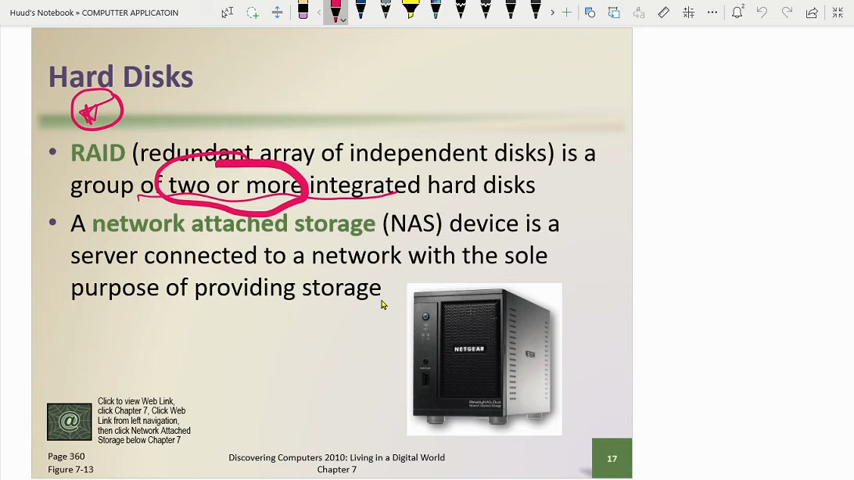 Huud's Notebook » COMPUTTER APPLICATOIN
Hard Disks
• RAID (redundant array of independent disks) is a
group of two or more integrated hard disks
• A network attached storage (NAS) device is a
server connected to a network with the sole
purpose of providing storage
NETGEAR
Click to view Web Link,
click Chapter 7, Click Web
Link from left navigation,
then click Network Attached
Storage below Chapter 7
Page 360
Figure 7-13
Discovering Computers 2010: Living in a Digital World
Chapter 7
17